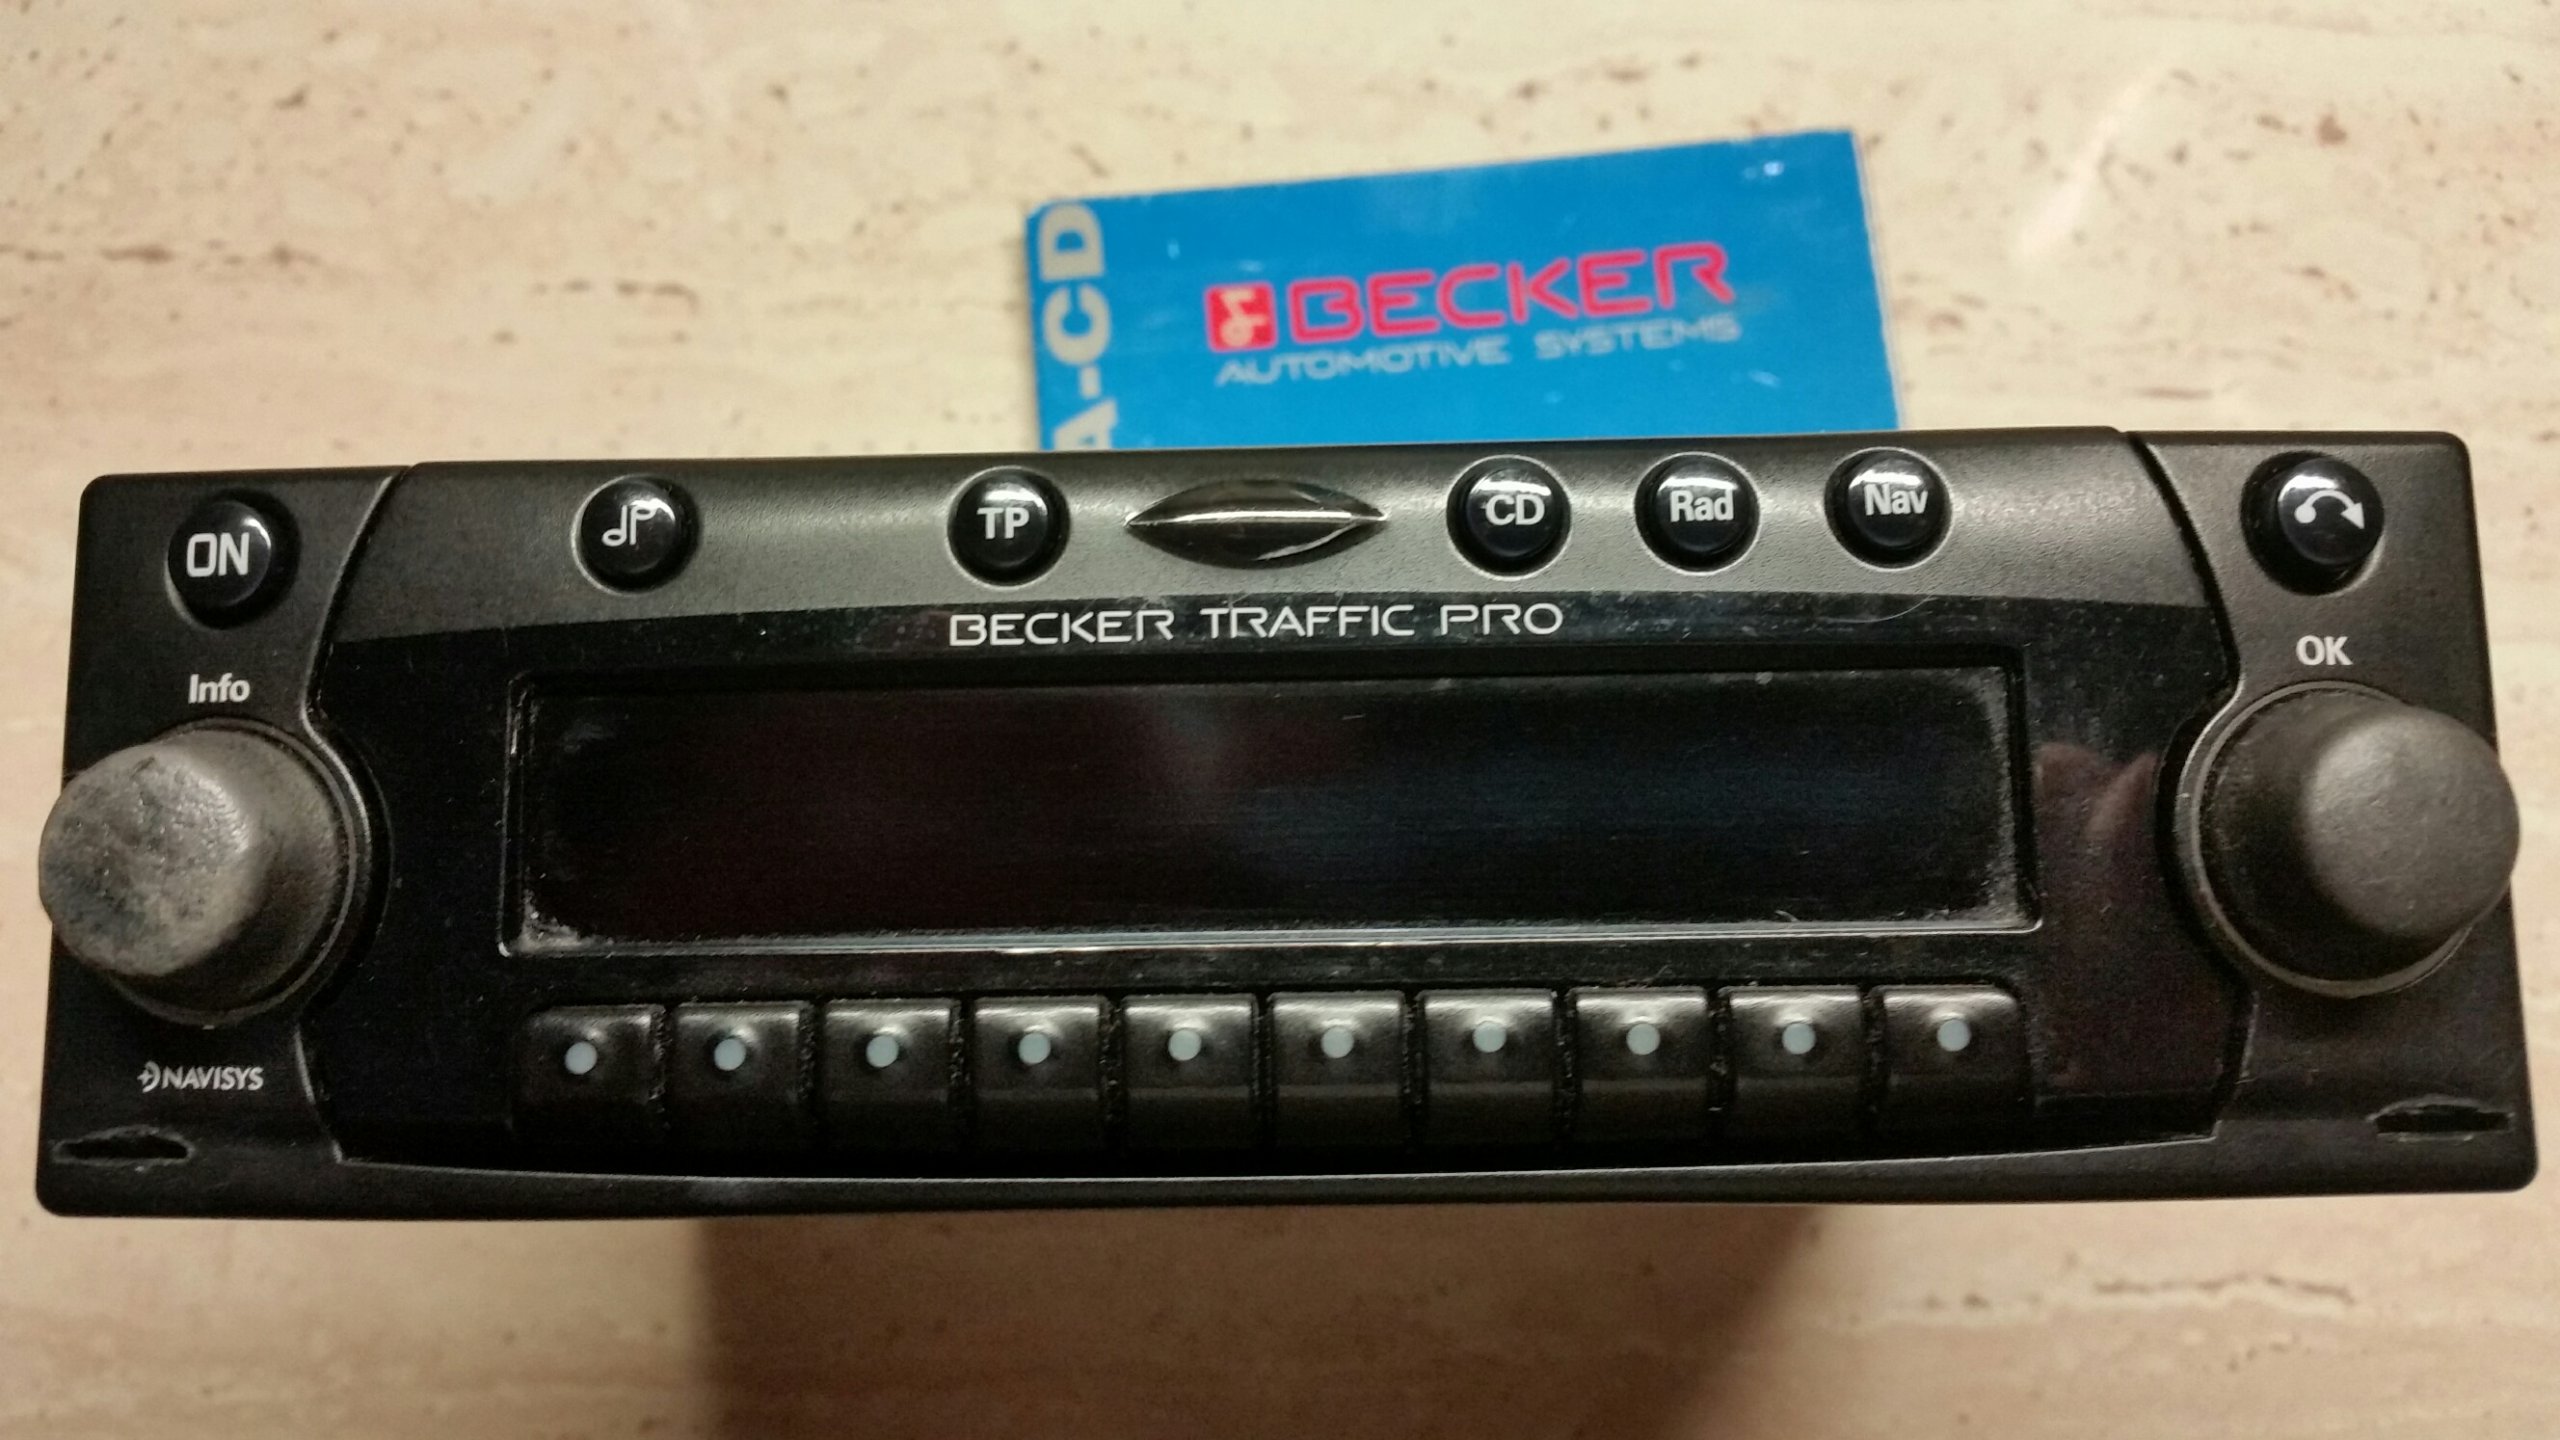 A-CD
BECKER
AUTOMOTIVE SYSTEMS
ON
TP
CD
Rad
Nav
BECKER TRAFFIC PRO
Info
OK
NAVISYS